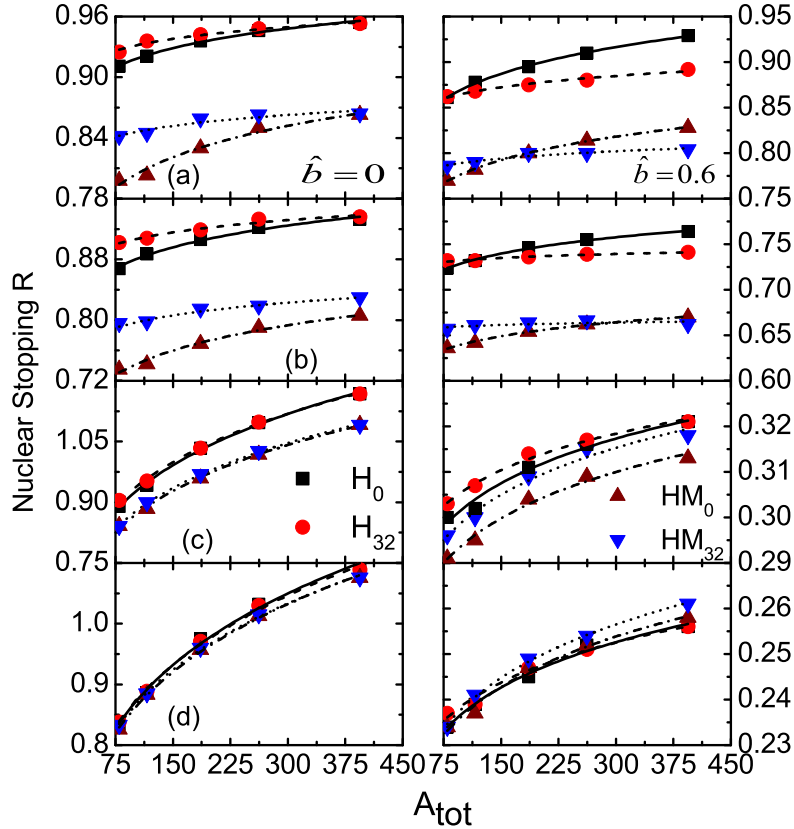 0.96
0.90
0.84
0.78
(a)
b̂ = 0
0.95
0.90
0.85
0.80
0.75
b̂ = 0.6
Nuclear Stopping R
0.88
0.80
0.72
(b)
0.75
0.70
0.65
0.60
1.05
0.90
0.75
(c)
H0
H32
0.32
0.31
0.30
0.29
HM0
HM32
1.0
0.9
0.8
(d)
0.26
0.25
0.24
0.23
75 150 225 300 375 450
75 150 225 300 375 450
Atot